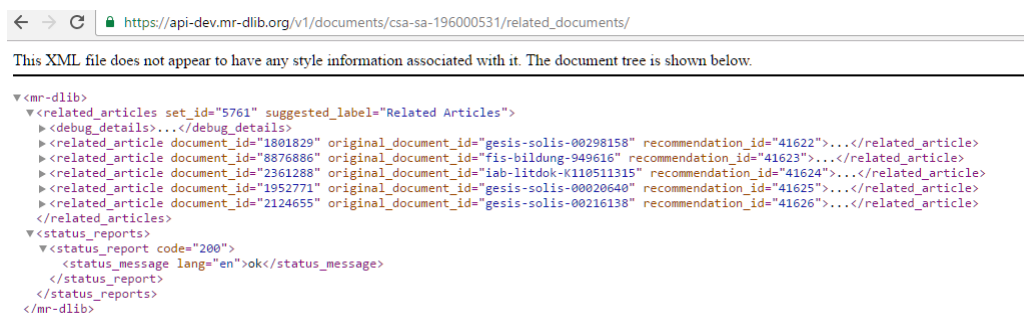 https://api-dev.mr-dlib.org/v1/documents/csa-sa-196000531/related_documents/
This XML file does not appear to have any style information associated with it. The document tree is shown below.
▼<mr-dlib>
▼<related_articles set_id="5761" suggested_label="Related Articles">
▶<debug_details>...</debug_details>
▶<related_article document_id="1801829" original_document_id="gesis-solis-00298158" recommendation_id="41622">...</related_article>
▶<related_article document_id="8876886" original_document_id="fis-bildung-949616" recommendation_id="41623">...</related_article>
▶<related_article document_id="2361288" original_document_id="iab-litdok-K110511315" recommendation_id="41624">...</related_article>
▶<related_article document_id="1952771" original_document_id="gesis-solis-00020640" recommendation_id="41625">...</related_article>
▶<related_article document_id="2124655" original_document_id="gesis-solis-00216138" recommendation_id="41626">...</related_article>
</related_articles>
▼<status_reports>
▼<status_report code="200">
<status_message lang="en">ok</status_message>
</status_report>
</status_reports>
</mr-dlib>